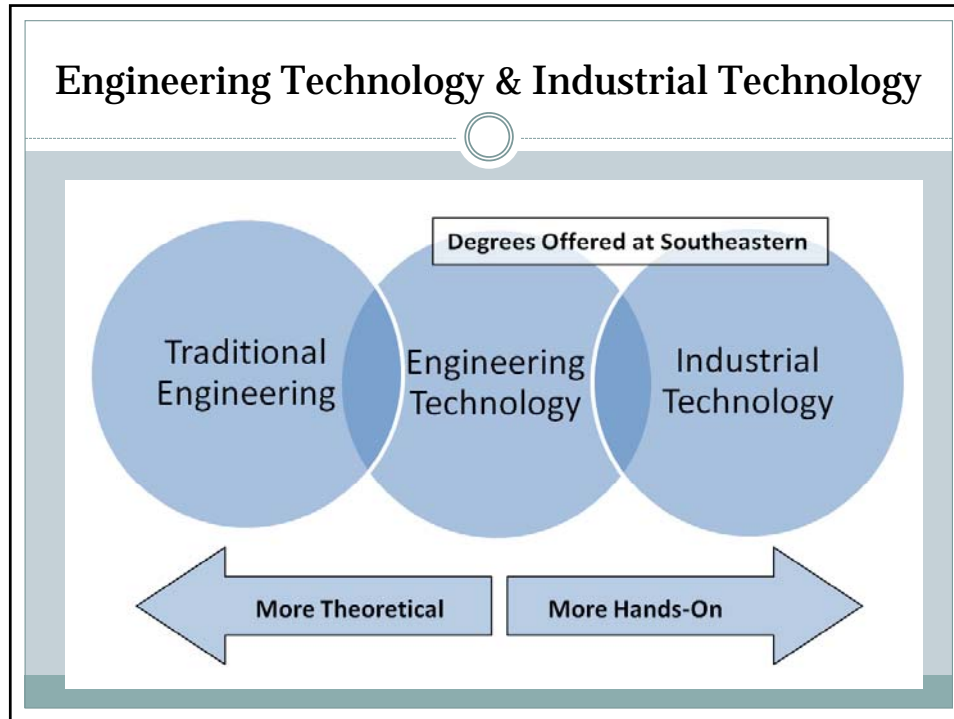 Engineering Technology & Industrial Technology
Degrees Offered at Southeastern
Traditional
Engineering
Engineering
Technology
Industrial
Technology
More Theoretical
More Hands-On